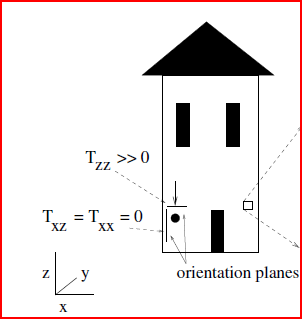 T_zz >> 0
T_xz = T_xx = 0
z
y
orientation planes
x